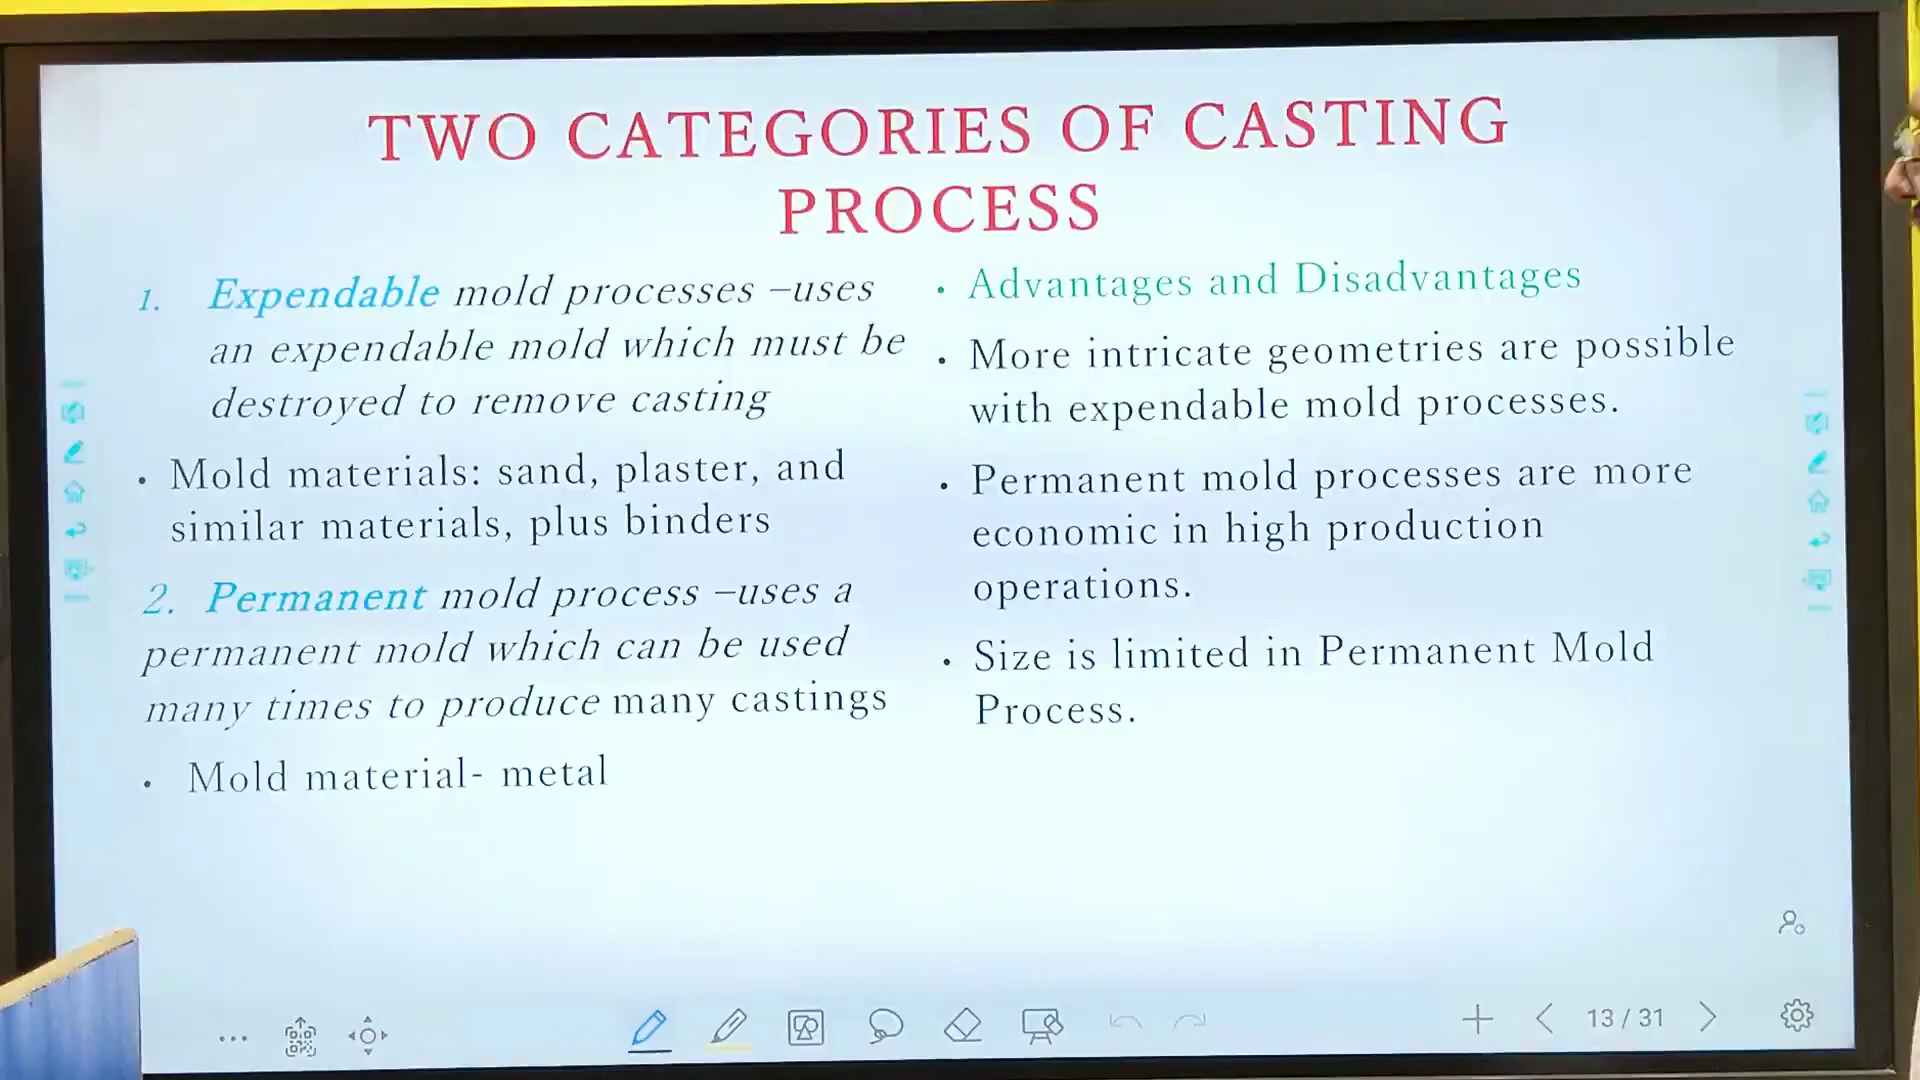 TWO CATEGORIES OF CASTING
PROCESS
1. Expendable mold processes –uses
an expendable mold which must be
destroyed to remove casting
• Mold materials: sand, plaster, and
similar materials, plus binders
2. Permanent mold process –uses a
permanent mold which can be used
many times to produce many castings
• Mold material- metal
• Advantages and Disadvantages
• More intricate geometries are possible
with expendable mold processes.
• Permanent mold processes are more
economic in high production
operations.
• Size is limited in Permanent Mold
Process.
13 / 31